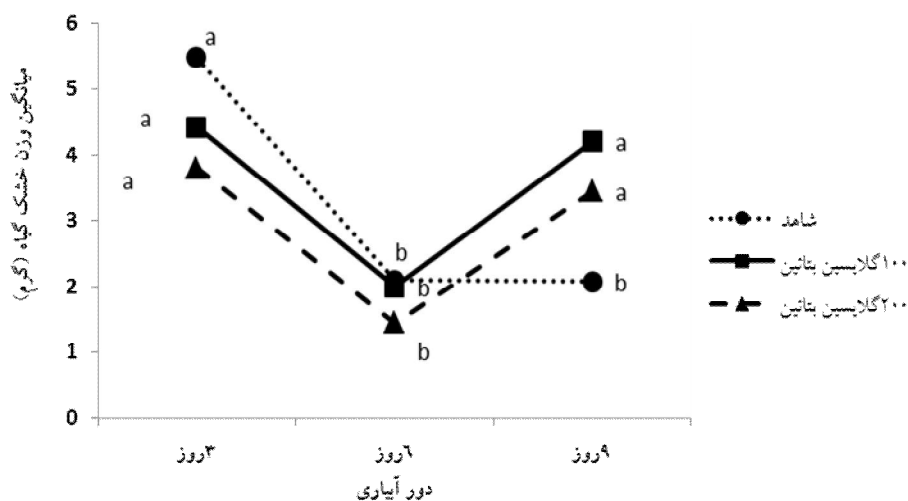 میانگین وزن خشک گیاه (گرم)
6
5
4
3
2
1
0
a
a
a
b
b
b
a
a
b
۳روز
۶روز
۹روز
دور آبیاری
شاهد
۱۰۰گلایسین بتائین
۲۰۰گلایسین بتائین